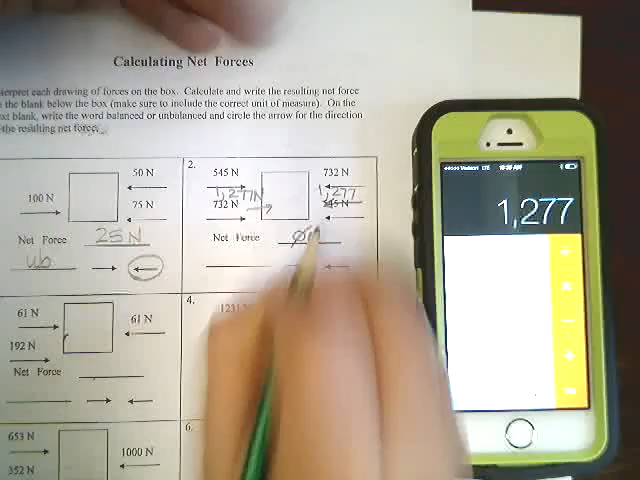 Calculating Net Forces
nterpret each drawing of forces on the box. Calculate and write the resulting net force
the blank below the box (make sure to include the correct unit of measure). On the
blank, write the word balanced or unbalanced and circle the arrow for the direction
the resulting net force.
50 N
100 N
75 N
Net Force 25 N
ub
2.
545 N 732 N
1,277N 1,277
732 N 545 N
Net Force
61 N
61 N
192 N
Net Force
4.
653 N
1000 N
352 N
6.
Verizon LTE
1,277